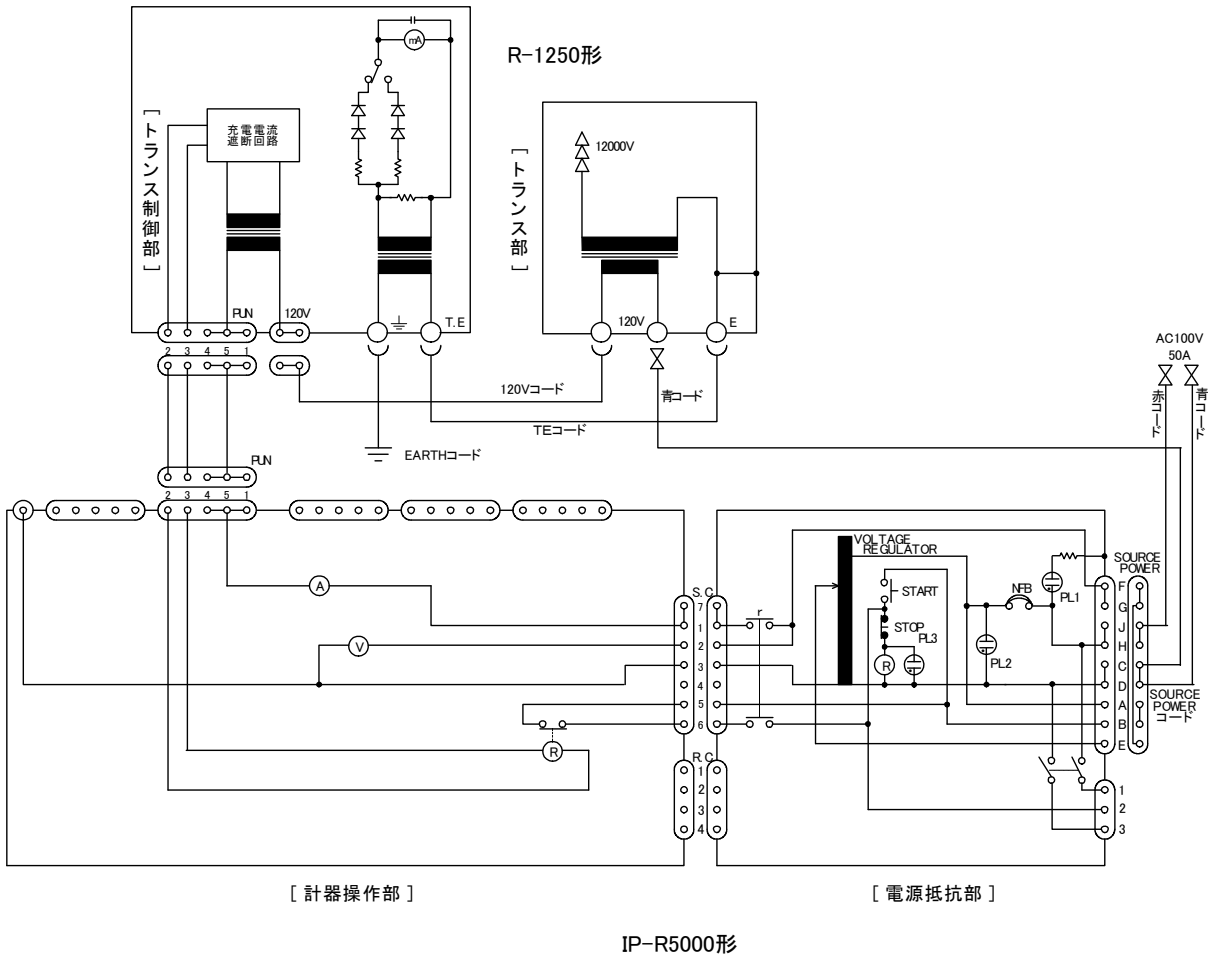 R-1250形
mA
[トランス制御部]
充電電流
遮断回路
[トランス部]
12000V
PUN
120V
T.E
120V
E
2 3 4 5 1
AC100V
50A
120Vコード
青コード
赤コード
青コード
TEコード
EARTHコード
PUN
2 3 4 5 1
VOLTAGE
REGULATOR
SOURCE
POWER
A
S.C
START
NFB
PL1
F
G
7
1
r
STOP
PL3
J
V
2
R
PL2
H
3
C
4
D
5
A
SOURCE
POWER
コード
6
B
R
E
R.C
1
2
3
4
1
2
3
[ 計器操作部 ]
[ 電源抵抗部 ]
IP-R5000形